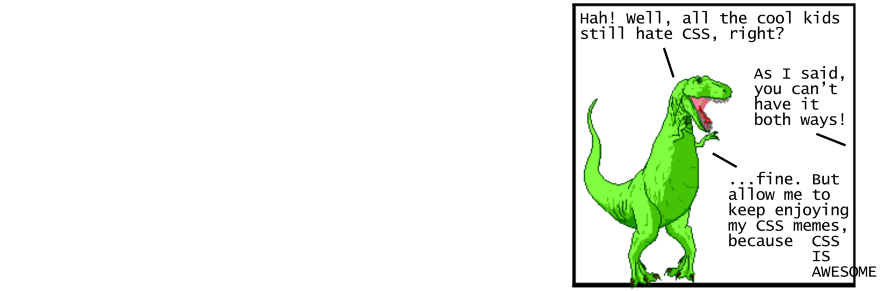 Hah! Well, all the cool kids
still hate CSS, right?
As I said,
you can't
have it
both ways!
...fine. But
allow me to
keep enjoying
my CSS memes,
because CSS
IS
AWESOME